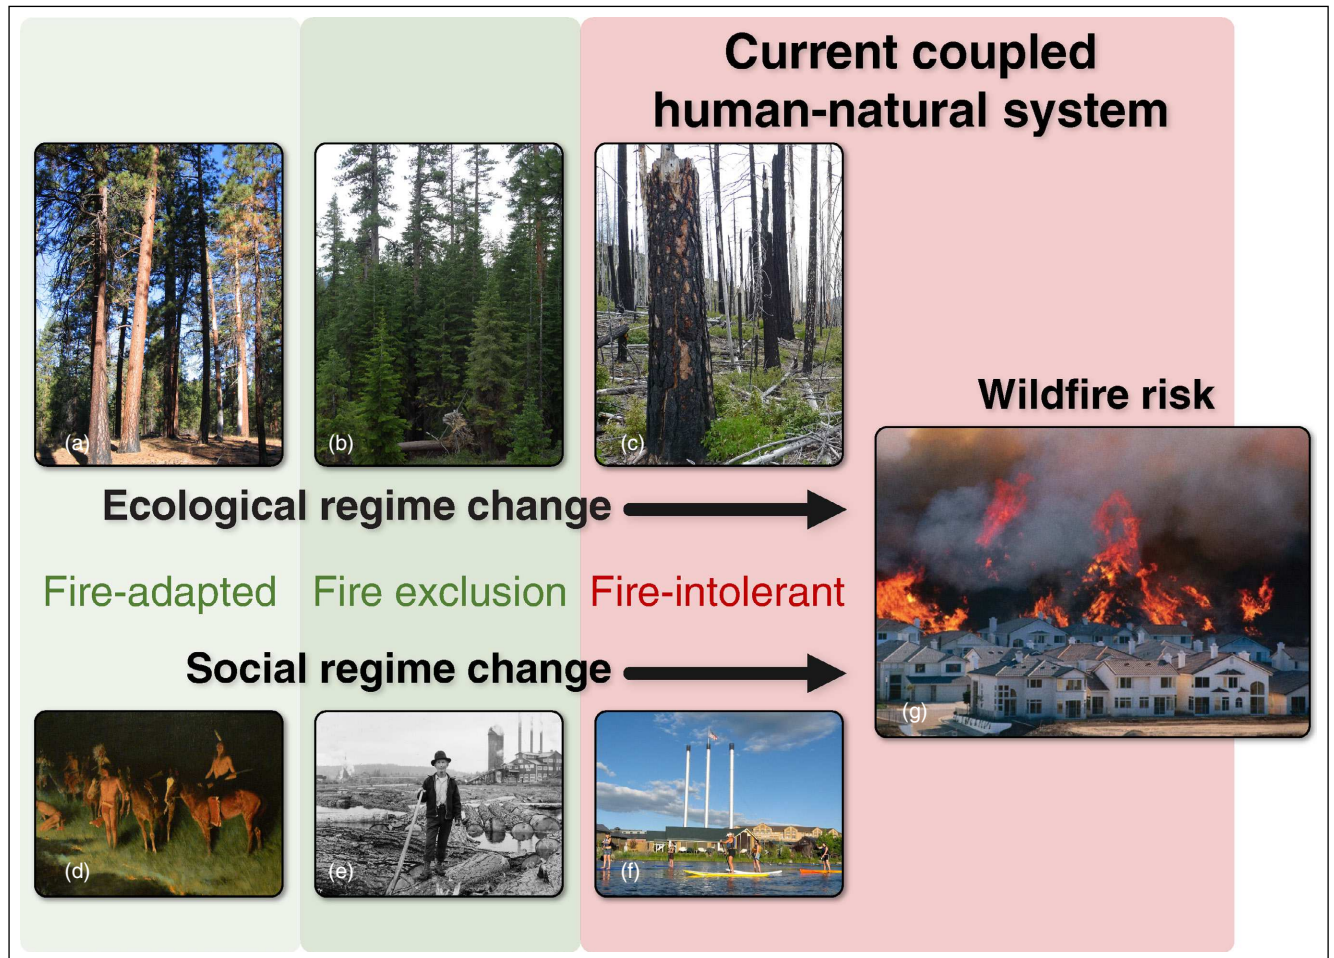 Current coupled
human-natural system
(a)
(b)
(c)
Wildfire risk
Ecological regime change
Fire-adapted
Fire exclusion
Fire-intolerant
Social regime change
(g)
(d)
(e)
(f)